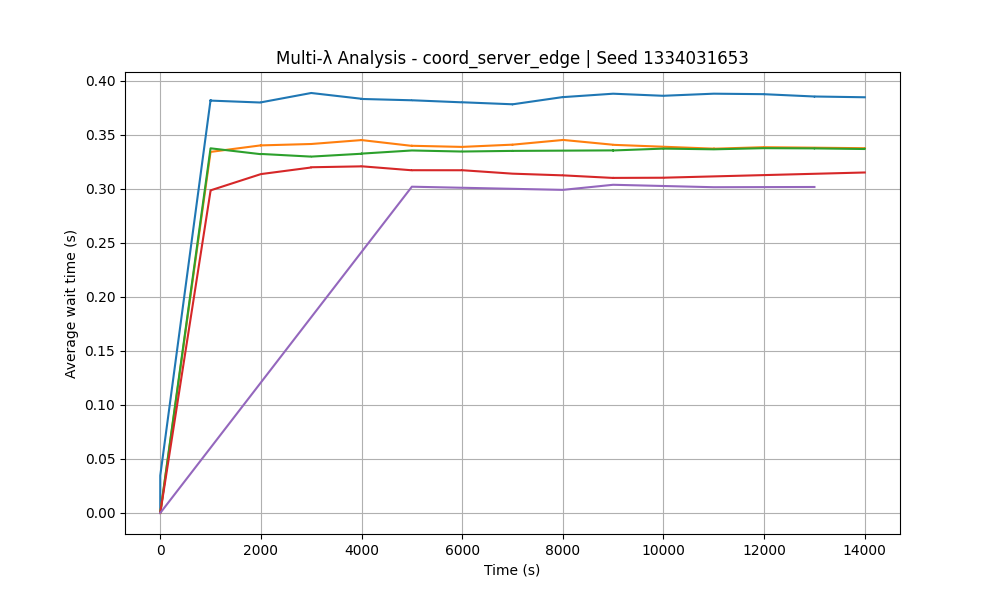 Multi-λ Analysis - coord_server_edge | Seed 1334031653
0.40
0.35
0.30
0.25
0.20
0.15
0.10
0.05
0.00
Average wait time (s)
0 2000 4000 6000 8000 10000 12000 14000
Time (s)